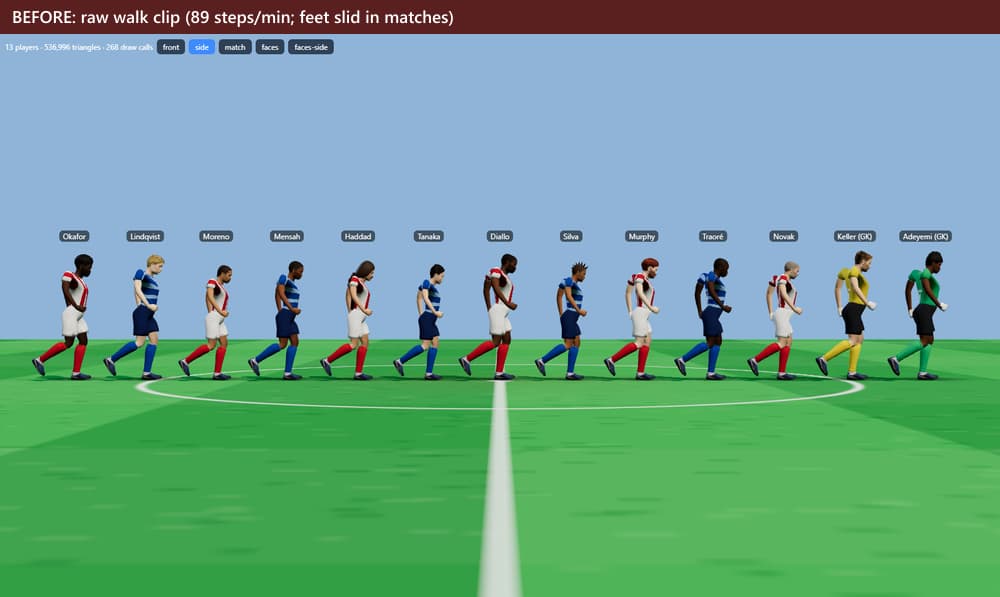 BEFORE: raw walk clip (89 steps/min; feet slid in matches)
13 players · 536,996 triangles · 268 draw calls front side match faces faces-side
Okafor Lindqvist Moreno Mensah Haddad Tanaka Diallo Silva Murphy Traoré Novak Keller (GK) Adeyemi (GK)